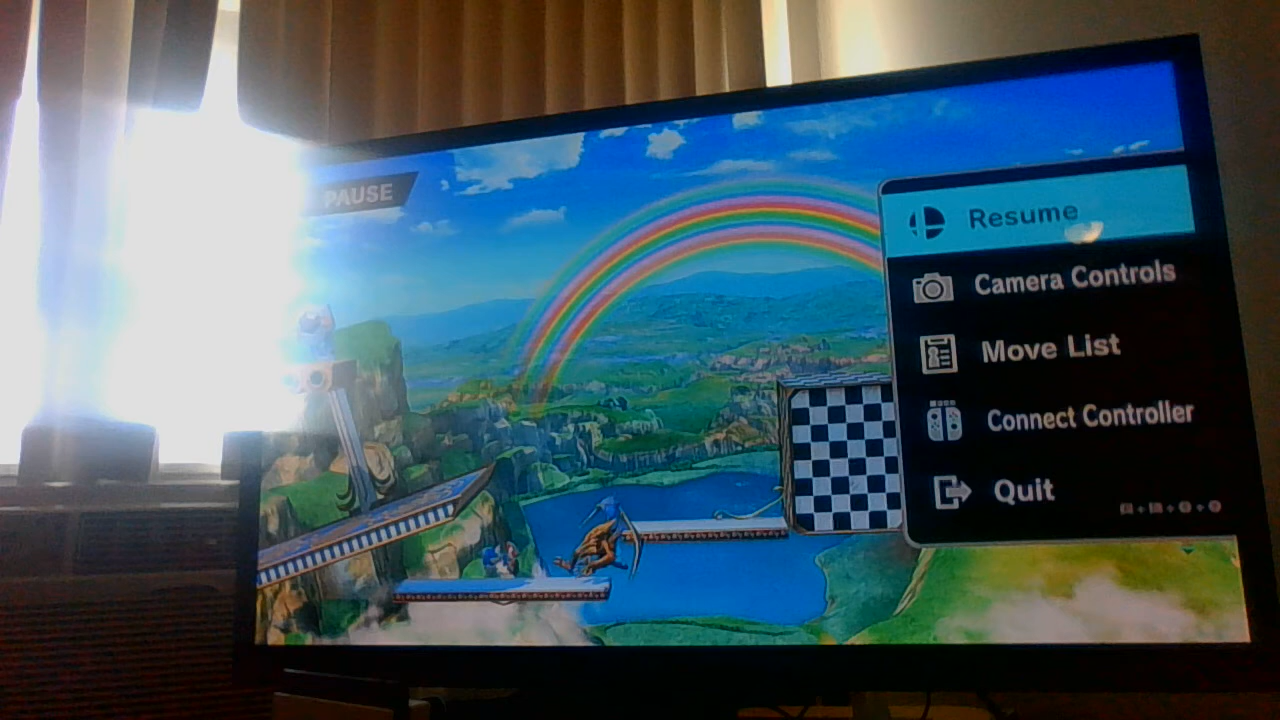 PAUSE
Resume
Camera Controls
Move List
Connect Controller
Quit